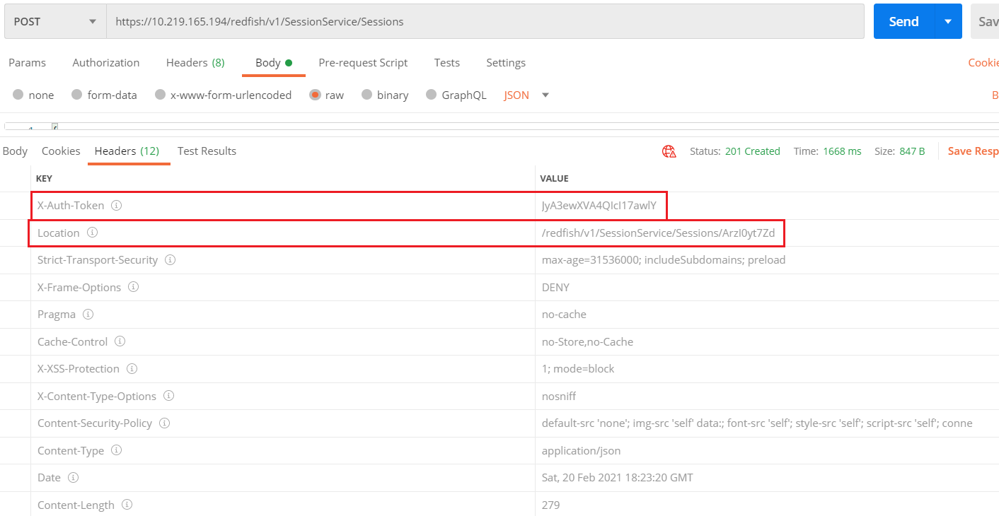 POST https://10.219.165.194/redfish/v1/SessionService/Sessions Send Sav
Params Authorization Headers (8) Body Pre-request Script Tests Settings Cookie
none form-data x-www-form-urlencoded raw binary GraphQL JSON B
1 {
Body Cookies Headers (12) Test Results Status: 201 Created Time: 1668 ms Size: 847 B Save Resp
KEY VALUE
X-Auth-Token JyA3ewXVA4QIcI17awlY
Location /redfish/v1/SessionService/Sessions/ArzI0yt7Zd
Strict-Transport-Security max-age=31536000; includeSubdomains; preload
X-Frame-Options DENY
Pragma no-cache
Cache-Control no-Store,no-Cache
X-XSS-Protection 1; mode=block
X-Content-Type-Options nosniff
Content-Security-Policy default-src 'none'; img-src 'self' data:; font-src 'self'; style-src 'self'; script-src 'self'; conne
Content-Type application/json
Date Sat, 20 Feb 2021 18:23:20 GMT
Content-Length 279